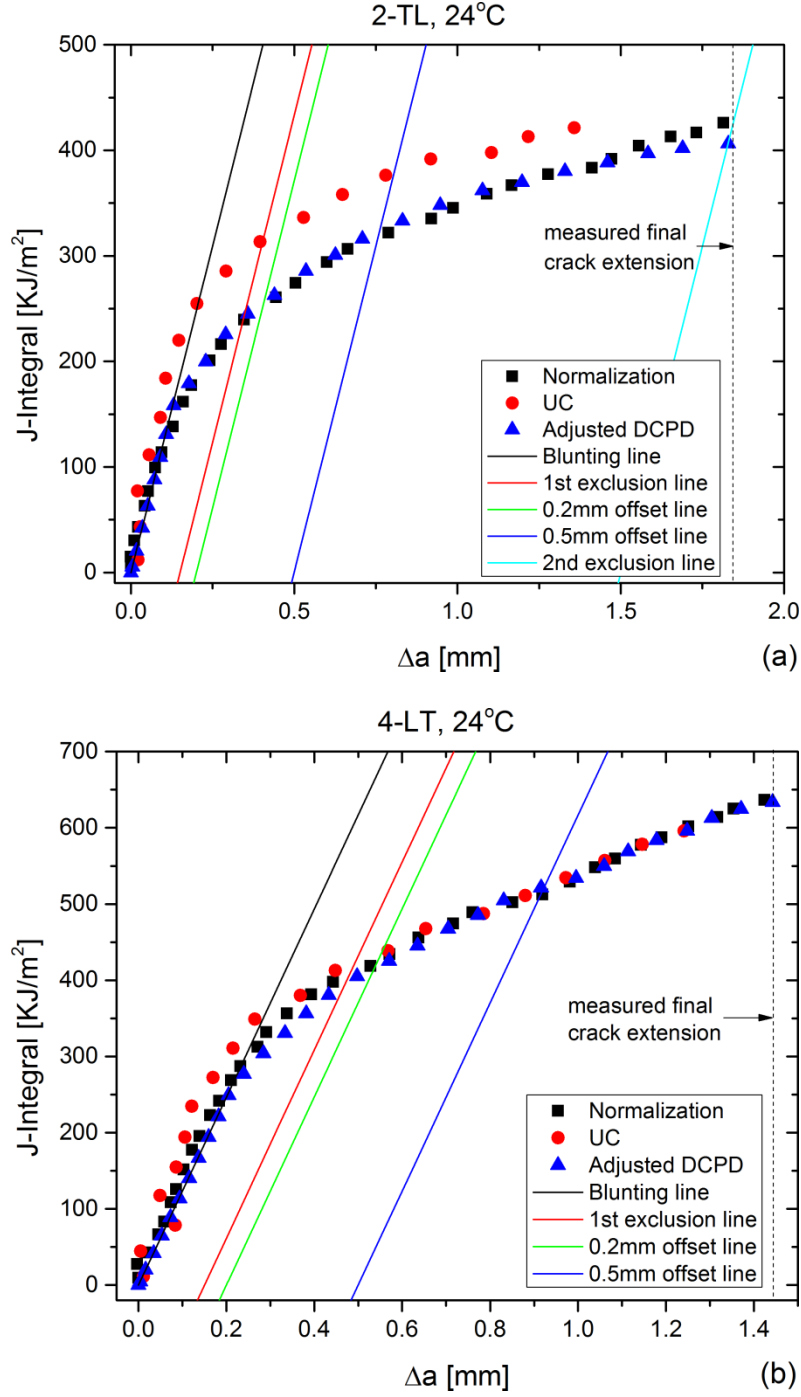 2-TL, 24°C
500
400
300
200
100
0
J-Integral [KJ/m²]
measured final
crack extension
Normalization
UC
Adjusted DCPD
Blunting line
1st exclusion line
0.2mm offset line
0.5mm offset line
2nd exclusion line
0.0 0.5 1.0 1.5 2.0
Δa [mm]
(a)
4-LT, 24°C
700
600
500
400
300
200
100
0
J-Integral [KJ/m²]
measured final
crack extension
Normalization
UC
Adjusted DCPD
Blunting line
1st exclusion line
0.2mm offset line
0.5mm offset line
0.0 0.2 0.4 0.6 0.8 1.0 1.2 1.4
Δa [mm]
(b)